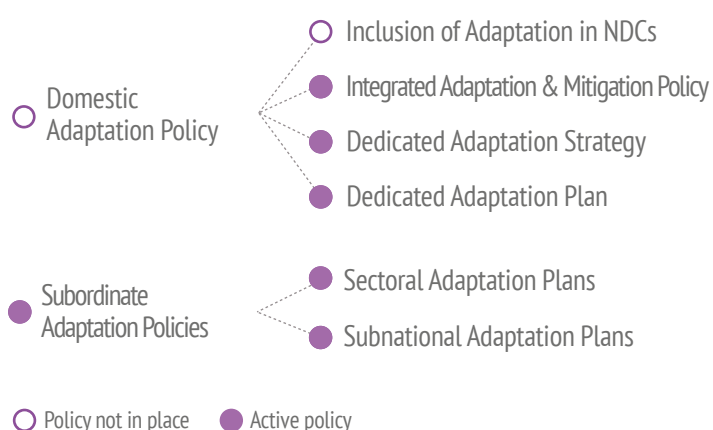 Domestic
Adaptation Policy
Inclusion of Adaptation in NDCs
Integrated Adaptation & Mitigation Policy
Dedicated Adaptation Strategy
Dedicated Adaptation Plan
Subordinate
Adaptation Policies
Sectoral Adaptation Plans
Subnational Adaptation Plans
Policy not in place Active policy